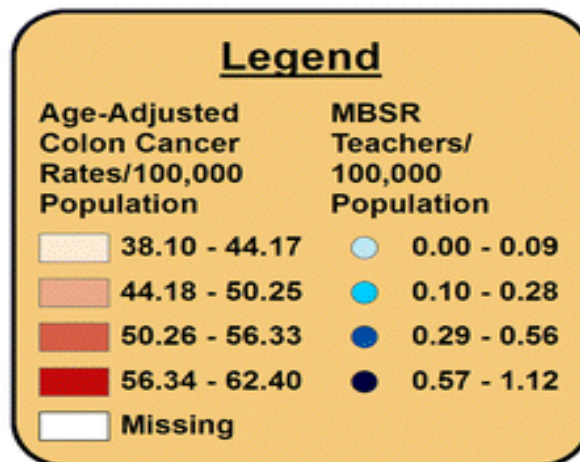 Legend
Age-Adjusted
Colon Cancer
Rates/100,000
Population
38.10 - 44.17
44.18 - 50.25
50.26 - 56.33
56.34 - 62.40
Missing
MBSR
Teachers/
100,000
Population
0.00 - 0.09
0.10 - 0.28
0.29 - 0.56
0.57 - 1.12